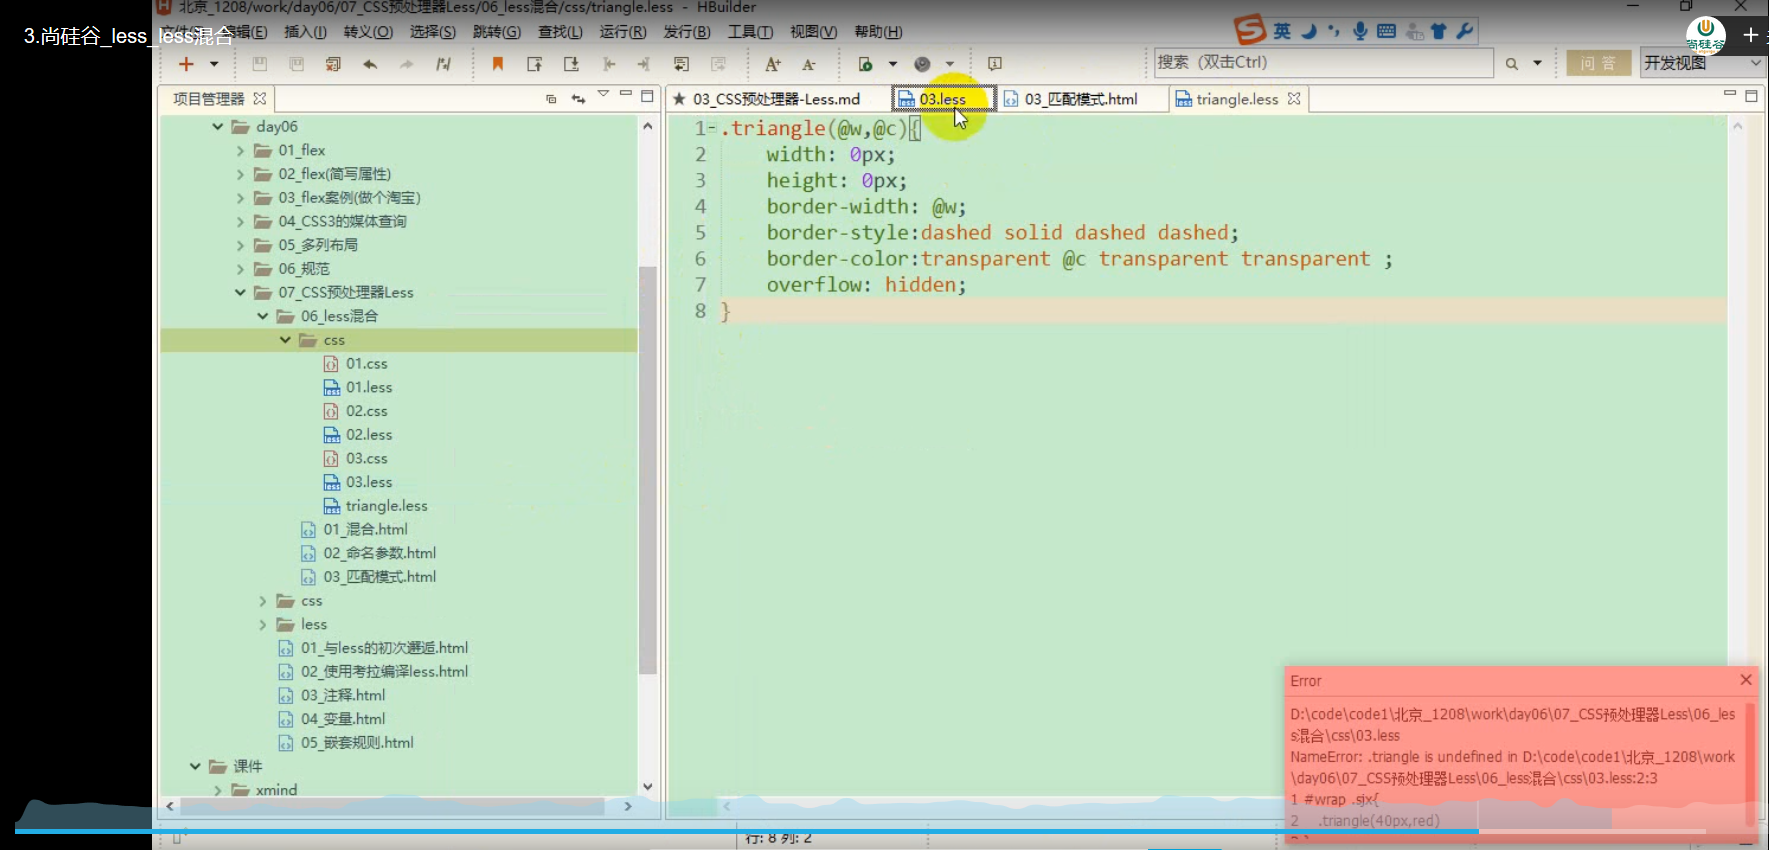 北京_1208/work/day06/07_CSS预处理器Less/06_less混合/css/triangle.less - HBuilder
3.尚硅谷_less_less混合
编辑(E) 插入(I) 转义(O) 选择(S) 跳转(G) 查找(L) 运行(R) 发行(B) 工具(T) 视图(V) 帮助(H)
英
尚硅谷
搜索 (双击Ctrl)
问答
开发视图
项目管理器
03_CSS预处理器-Less.md
03.less
03_匹配模式.html
triangle.less
day06
01_flex
02_flex(简写属性)
03_flex案例(做个淘宝)
04_CSS3的媒体查询
05_多列布局
06_规范
07_CSS预处理器Less
06_less混合
css
01.css
01.less
02.css
02.less
03.css
03.less
triangle.less
01_混合.html
02_命名参数.html
03_匹配模式.html
css
less
01_与less的初次邂逅.html
02_使用考拉编译less.html
03_注释.html
04_变量.html
05_嵌套规则.html
课件
xmind
1 .triangle(@w,@c){
2 width: 0px;
3 height: 0px;
4 border-width: @w;
5 border-style:dashed solid dashed dashed;
6 border-color:transparent @c transparent transparent ;
7 overflow: hidden;
8 }
Error
D:\code\code1\北京_1208\work\day06\07_CSS预处理器Less\06_les
s混合\css\03.less
NameError: .triangle is undefined in D:\code\code1\北京_1208\work
\day06\07_CSS预处理器Less\06_less混合\css\03.less:2:3
1 #wrap .sjx{
2 .triangle(40px,red)
行: 8 列: 2